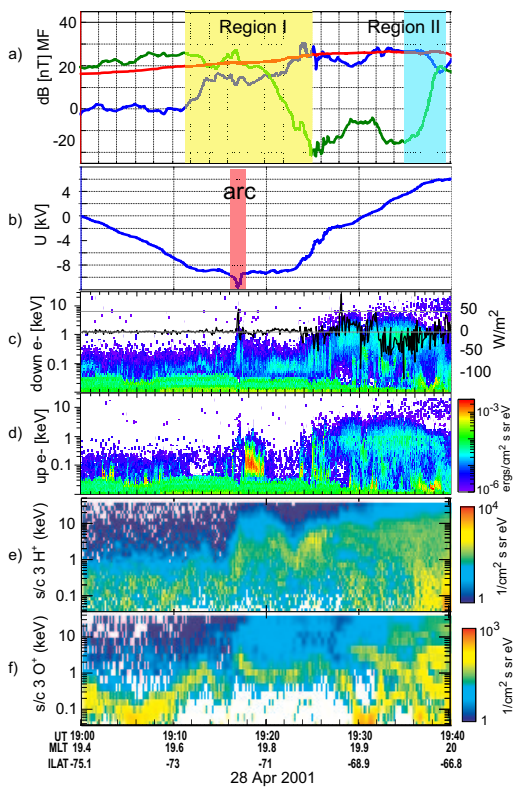 Region I
Region II
a)
dB [nT] MF
40
20
0
-20
arc
b)
U [kV]
4
0
-4
-8
c)
down e- [keV]
10
1
0.1
50
0
-50
-100
W/m²
d)
up e- [keV]
10
1
0.1
10⁻³
10⁻⁶
ergs/cm² s sr eV
e)
s/c 3 H⁺ (keV)
10
1
0.1
10⁴
1
1/cm² s sr eV
f)
s/c 3 O⁺ (keV)
10
1
0.1
10³
1
1/cm² s sr eV
UT 19:00 19:10 19:20 19:30 19:40
MLT 19.4 19.6 19.8 19.9 20
ILAT -75.1 -73 -71 -68.9 -66.8
28 Apr 2001